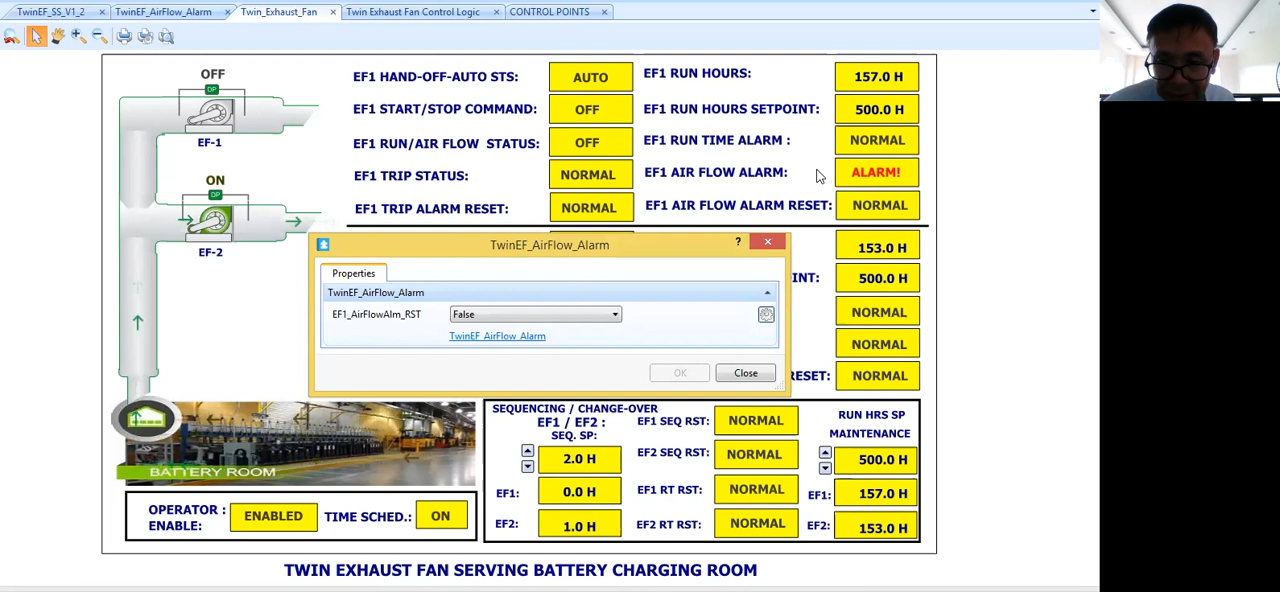 TwinEF_SS_V1_2 × TwinEF_AirFlow_Alarm × Twin_Exhaust_Fan × Twin Exhaust Fan Control Logic × CONTROL POINTS ×
OFF
DP
EF-1
ON
DP
EF-2
EF1 HAND-OFF-AUTO STS: AUTO EF1 RUN HOURS: 157.0 H
EF1 START/STOP COMMAND: OFF EF1 RUN HOURS SETPOINT: 500.0 H
EF1 RUN/AIR FLOW STATUS: OFF EF1 RUN TIME ALARM : NORMAL
EF1 TRIP STATUS: NORMAL EF1 AIR FLOW ALARM: ALARM!
EF1 TRIP ALARM RESET: NORMAL EF1 AIR FLOW ALARM RESET: NORMAL
TwinEF_AirFlow_Alarm ? ×
Properties
TwinEF_AirFlow_Alarm
EF1_AirFlowAlm_RST False
TwinEF_AirFlow_Alarm
OK Close
153.0 H
INT: 500.0 H
NORMAL
NORMAL
RESET: NORMAL
BATTERY ROOM
OPERATOR : ENABLED TIME SCHED.: ON
ENABLE:
SEQUENCING / CHANGE-OVER
EF1 / EF2 :
SEQ. SP:
2.0 H
EF1: 0.0 H
EF2: 1.0 H
EF1 SEQ RST: NORMAL
EF2 SEQ RST: NORMAL
EF1 RT RST: NORMAL
EF2 RT RST: NORMAL
RUN HRS SP
MAINTENANCE
500.0 H
EF1: 157.0 H
EF2: 153.0 H
TWIN EXHAUST FAN SERVING BATTERY CHARGING ROOM